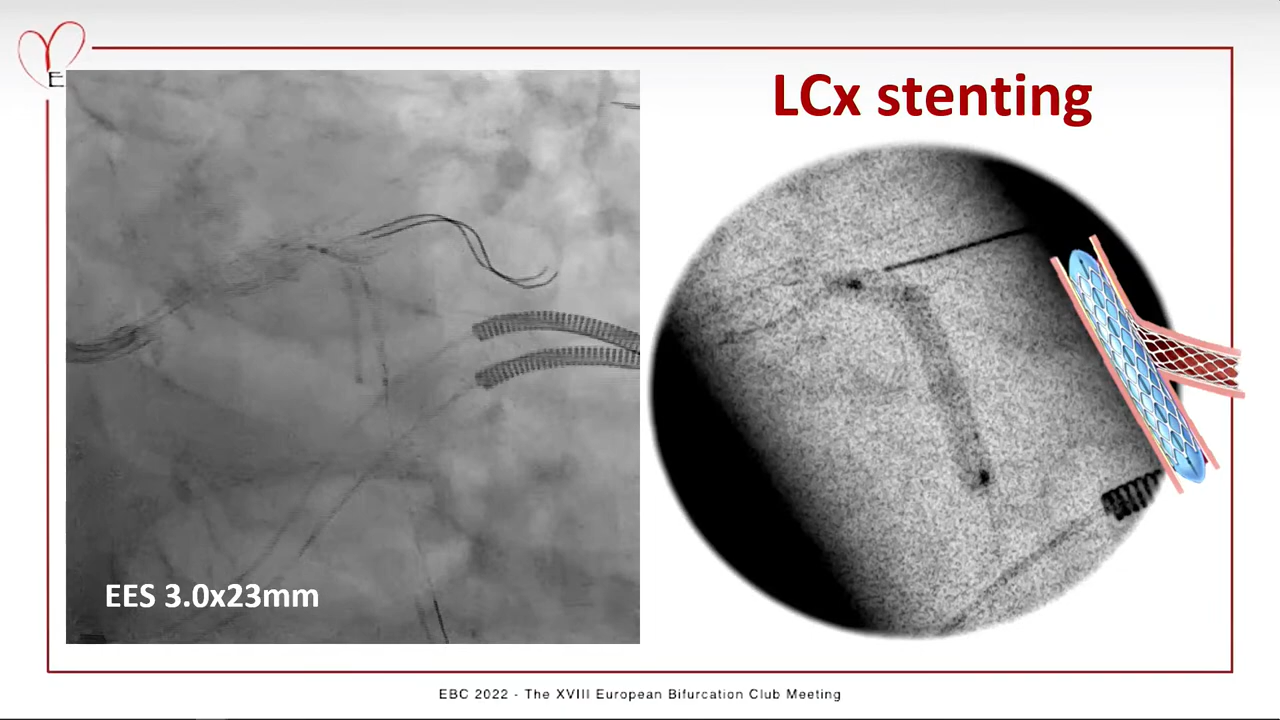 E
LCx stenting
EES 3.0x23mm
EBC 2022 - The XVIII European Bifurcation Club Meeting